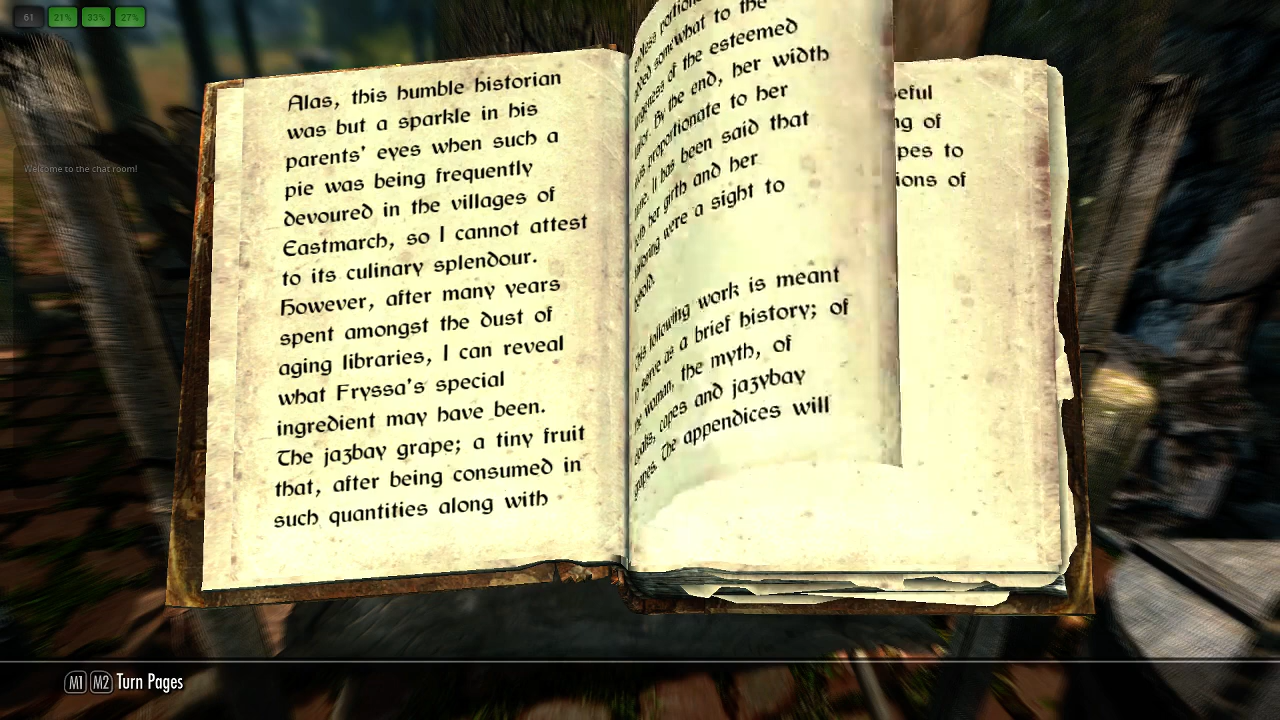 61
21%
33%
27%
Welcome to the chat room!
Alas, this humble historian
was but a sparkle in his
parents' eyes when such a
pie was being frequently
devoured in the villages of
Eastmarch, so I cannot attest
to its culinary splendour.
However, after many years
spent amongst the dust of
aging libraries, I can reveal
what Fryssa's special
ingredient may have been.
The jazbay grape; a tiny fruit
that, after being consumed in
such quantities along with
somewhat to the
of the esteemed
By the end, her width
proportionate to her
It has been said that
her girth and her
were a sight to
This following work is meant
to serve as a brief history; of
the woman, the myth, of
capes and jazybay
grapes. The appendices will
eful
ng of
pes to
ions of
M1 M2 Turn Pages